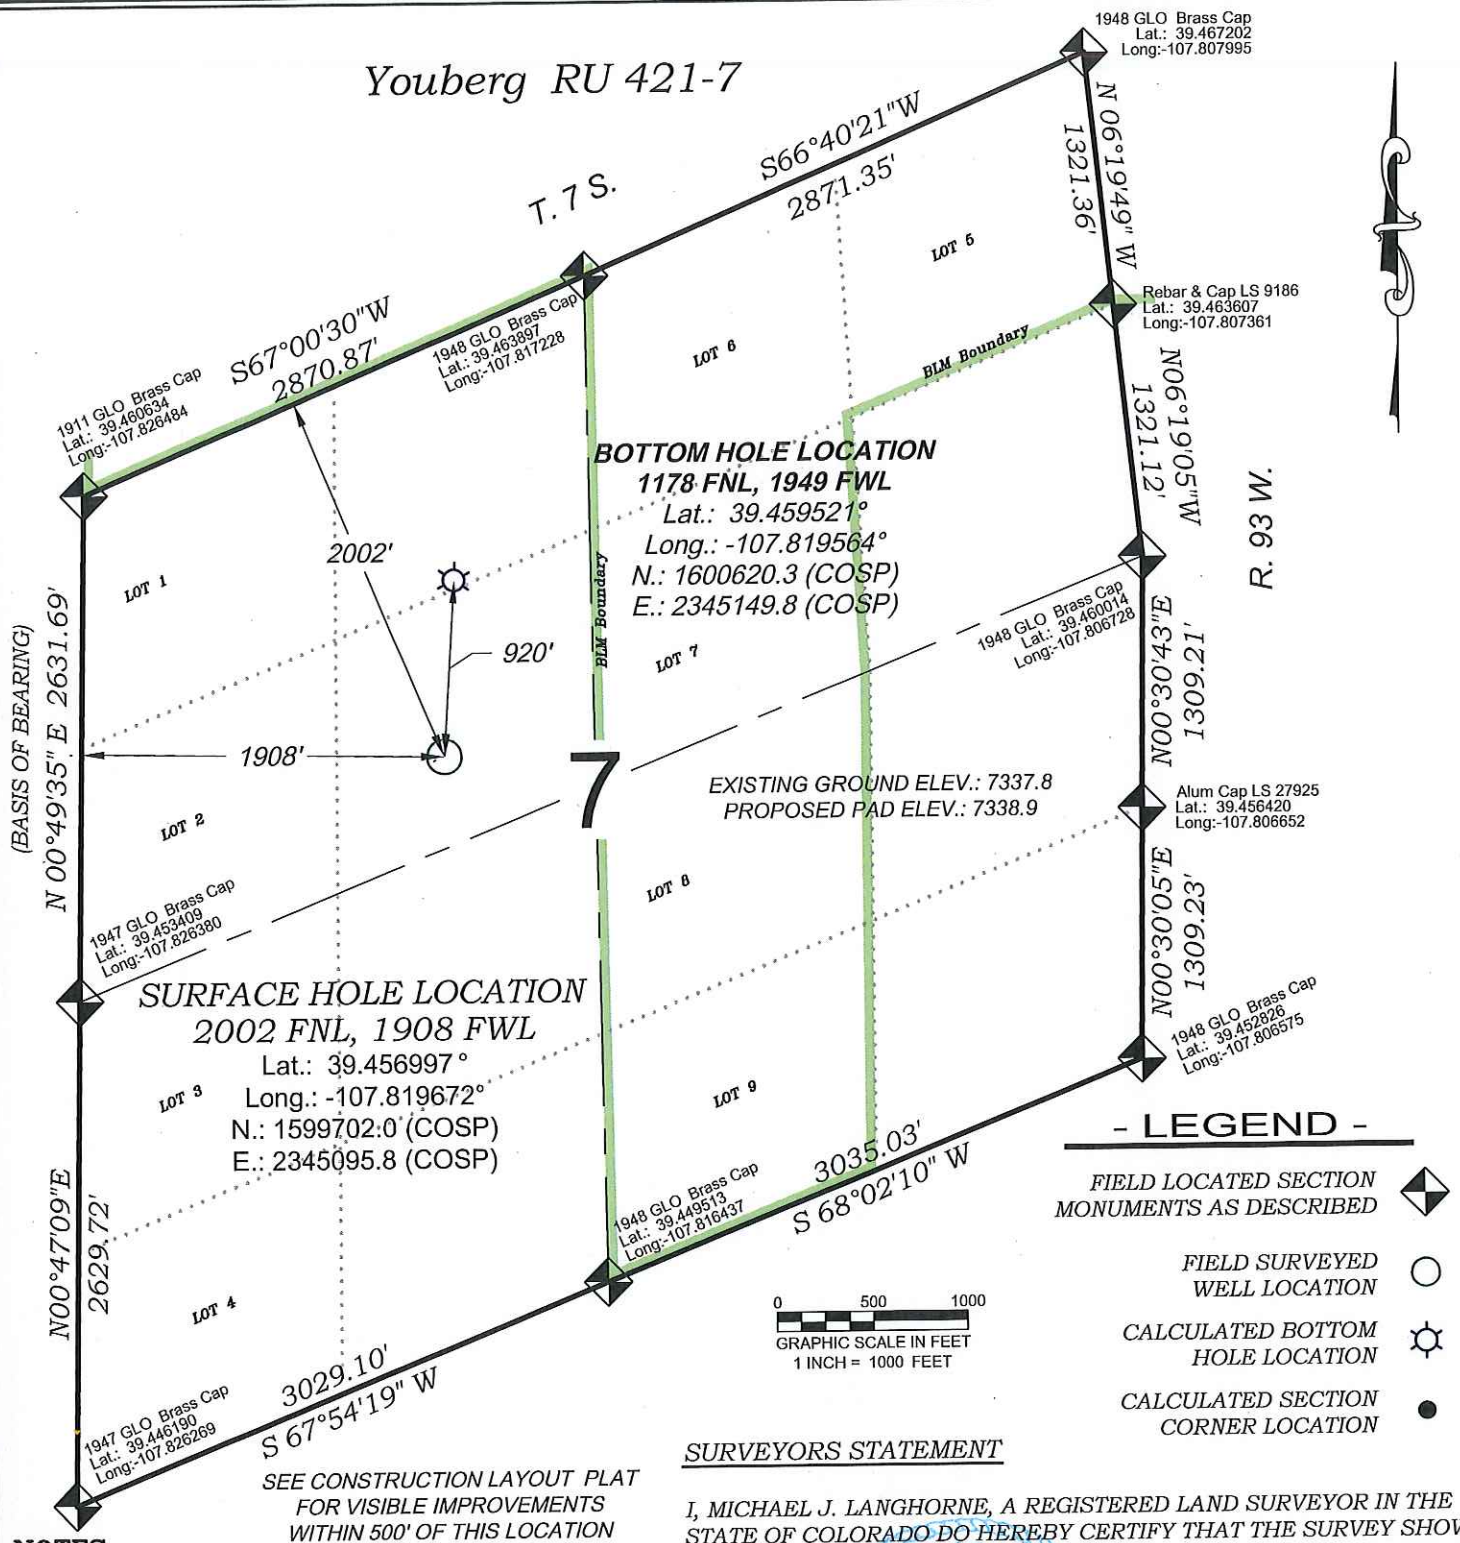 Youberg RU 421-7
1948 GLO Brass Cap
Lat.: 39.467202
Long:-107.807995
T. 7 S.
S66°40'21"W
2871.35'
N 06°19'49" W
1321.36'
LOT 5
Rebar & Cap LS 9186
Lat.: 39.463607
Long:-107.807361
S67°00'30"W
2870.87'
1948 GLO Brass Cap
Lat.: 39.463897
Long:-107.817228
LOT 6
BLM Boundary
1911 GLO Brass Cap
Lat.: 39.460634
Long:-107.826484
N06°19'05"W
1321.12'
BOTTOM HOLE LOCATION
1178 FNL, 1949 FWL
Lat.: 39.459521°
Long.: -107.819564°
N.: 1600620.3 (COSP)
E.: 2345149.8 (COSP)
R. 93 W.
2002'
LOT 1
BLM Boundary
920'
LOT 7
1948 GLO Brass Cap
Lat.: 39.460014
Long:-107.806728
N00°30'43"E
1309.21'
(BASIS OF BEARING)
N 00°49'35" E 2631.69'
1908'
7
EXISTING GROUND ELEV.: 7337.8
PROPOSED PAD ELEV.: 7338.9
Alum Cap LS 27925
Lat.: 39.456420
Long:-107.806652
LOT 2
LOT 8
1947 GLO Brass Cap
Lat.: 39.453409
Long:-107.826380
N00°30'05"E
1309.23'
SURFACE HOLE LOCATION
2002 FNL, 1908 FWL
Lat.: 39.456997°
Long.: -107.819672°
N.: 1599702.0 (COSP)
E.: 2345095.8 (COSP)
LOT 3
LOT 9
1948 GLO Brass Cap
Lat.: 39.452826
Long:-107.806575
N00°47'09"E
2629.72'
3035.03'
S 68°02'10" W
1948 GLO Brass Cap
Lat.: 39.449513
Long:-107.816437
LOT 4
3029.10'
S 67°54'19" W
1947 GLO Brass Cap
Lat.: 39.446190
Long:-107.826269
- LEGEND -
FIELD LOCATED SECTION
MONUMENTS AS DESCRIBED
FIELD SURVEYED
WELL LOCATION
CALCULATED BOTTOM
HOLE LOCATION
CALCULATED SECTION
CORNER LOCATION
0 500 1000
GRAPHIC SCALE IN FEET
1 INCH = 1000 FEET
SEE CONSTRUCTION LAYOUT PLAT
FOR VISIBLE IMPROVEMENTS
WITHIN 500' OF THIS LOCATION
NOTES
SURVEYORS STATEMENT
I, MICHAEL J. LANGHORNE, A REGISTERED LAND SURVEYOR IN THE
STATE OF COLORADO DO HEREBY CERTIFY THAT THE SURVEY SHOW